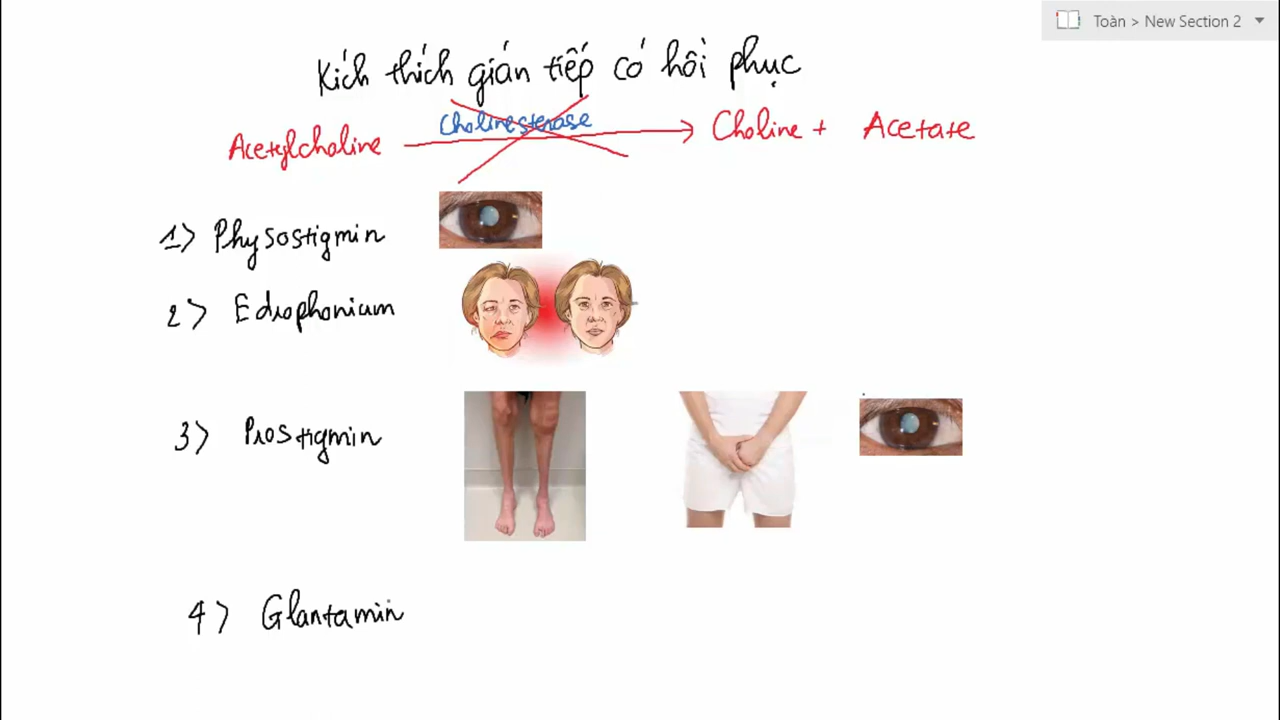 Toàn > New Section 2
Kích thích gián tiếp có hồi phục
Cholinesterase
Acetylcholine → Choline + Acetate
1> Physostigmin
2> Edrophonium
3> Prostigmin
4> Glantamin